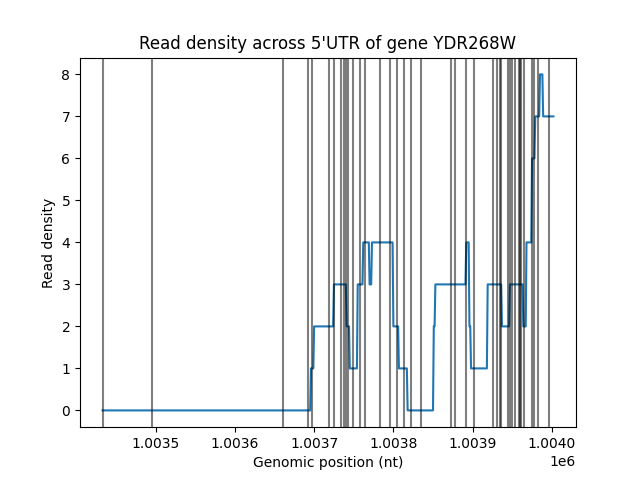 Read density across 5'UTR of gene YDR268W
8
7
6
5
4
3
2
1
0
Read density
1.0035 1.0036 1.0037 1.0038 1.0039 1.0040
1e6
Genomic position (nt)